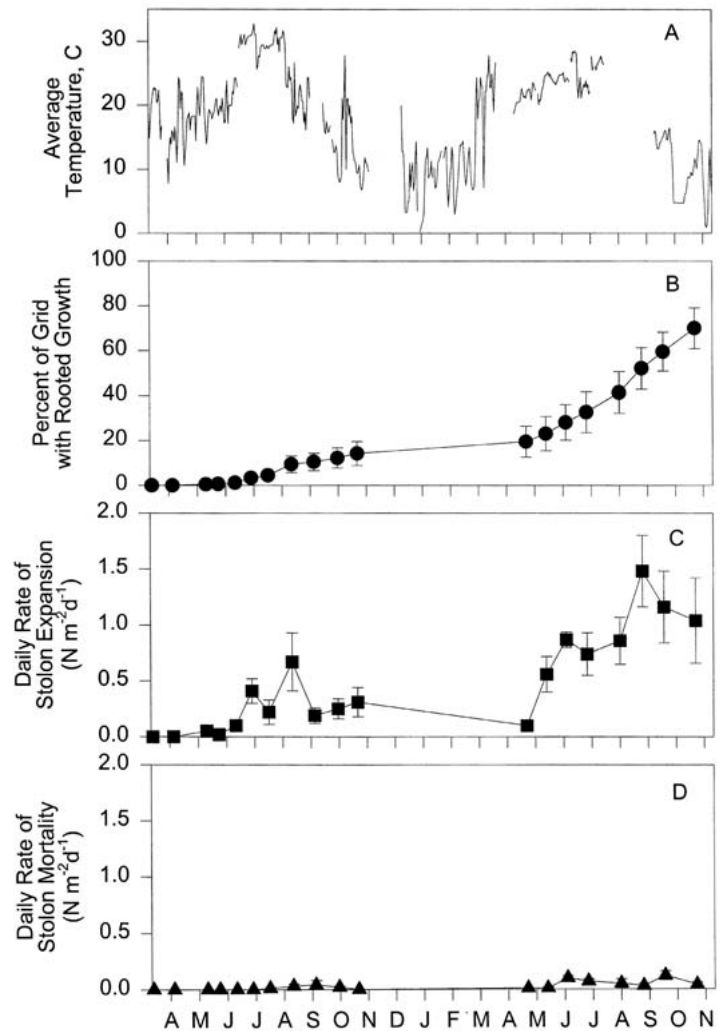 A
Average
Temperature, C
30
20
10
0
B
Percent of Grid
with Rooted Growth
100
80
60
40
20
0
C
Daily Rate of
Stolon Expansion
(N m-2d-1)
2.0
1.5
1.0
0.5
0.0
D
Daily Rate of
Stolon Mortality
(N m-2d-1)
2.0
1.5
1.0
0.5
0.0
A M J J A S O N D J F M A M J J A S O N